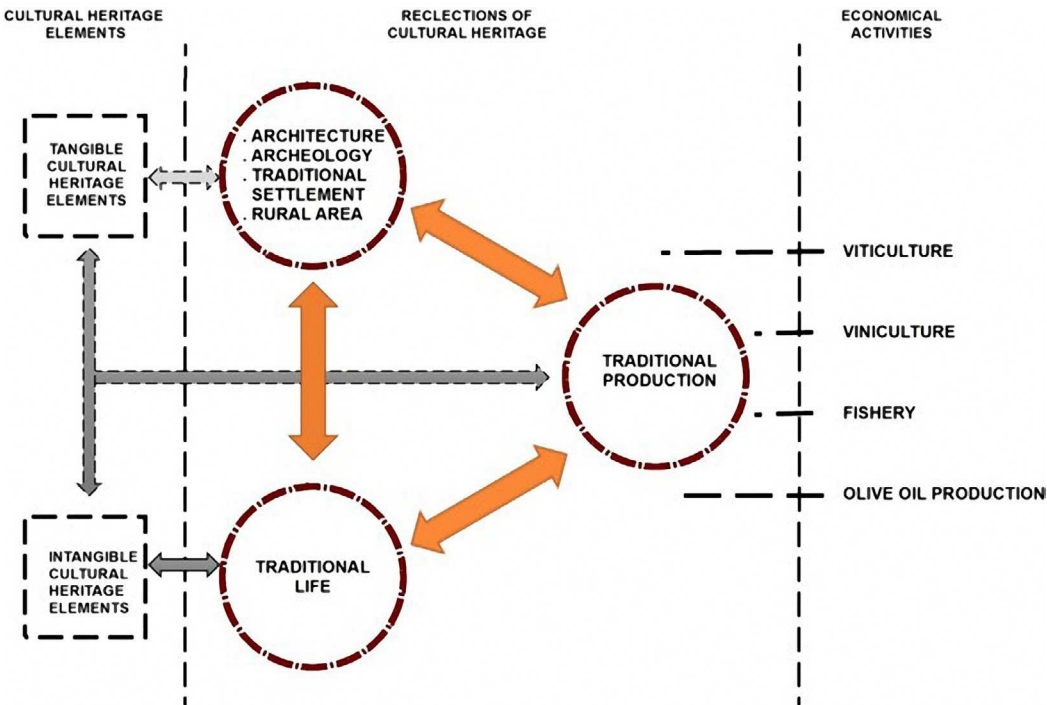 CULTURAL HERITAGE
ELEMENTS
RECLECTIONS OF
CULTURAL HERITAGE
ECONOMICAL
ACTIVITIES
TANGIBLE
CULTURAL
HERITAGE
ELEMENTS
. ARCHITECTURE
. ARCHEOLOGY
. TRADITIONAL
SETTLEMENT
. RURAL AREA
VITICULTURE
VINICULTURE
TRADITIONAL
PRODUCTION
FISHERY
OLIVE OIL PRODUCTION
INTANGIBLE
CULTURAL
HERITAGE
ELEMENTS
TRADITIONAL
LIFE